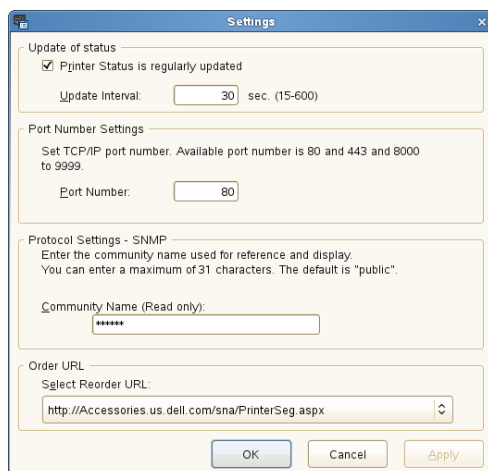 Settings
Update of status
Printer Status is regularly updated
Update Interval: 30 sec. (15-600)
Port Number Settings
Set TCP/IP port number. Available port number is 80 and 443 and 8000
to 9999.
Port Number: 80
Protocol Settings - SNMP
Enter the community name used for reference and display.
You can enter a maximum of 31 characters. The default is "public".
Community Name (Read only):
******
Order URL
Select Reorder URL:
http://Accessories.us.dell.com/sna/PrinterSeg.aspx
OK Cancel Apply